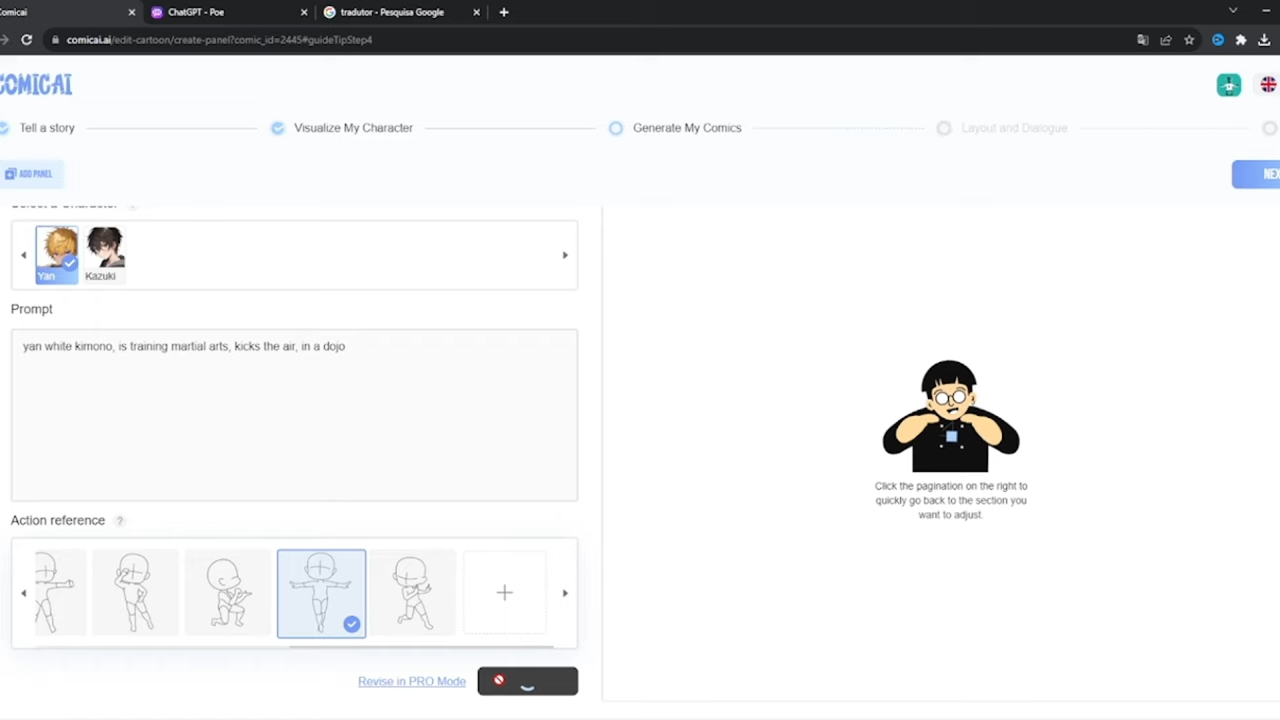 Comicai
ChatGPT - Poe
tradutor - Pesquisa Google
comicai.ai/edit-cartoon/create-panel?comic_id=2445#guideTipStep4
COMICAI
Tell a story
Visualize My Character
Generate My Comics
Layout and Dialogue
ADD PANEL
NEX
Select a Character
Yan
Kazuki
Prompt
yan white kimono, is training martial arts, kicks the air, in a dojo
Click the pagination on the right to
quickly go back to the section you
want to adjust.
Action reference ?
Revise in PRO Mode